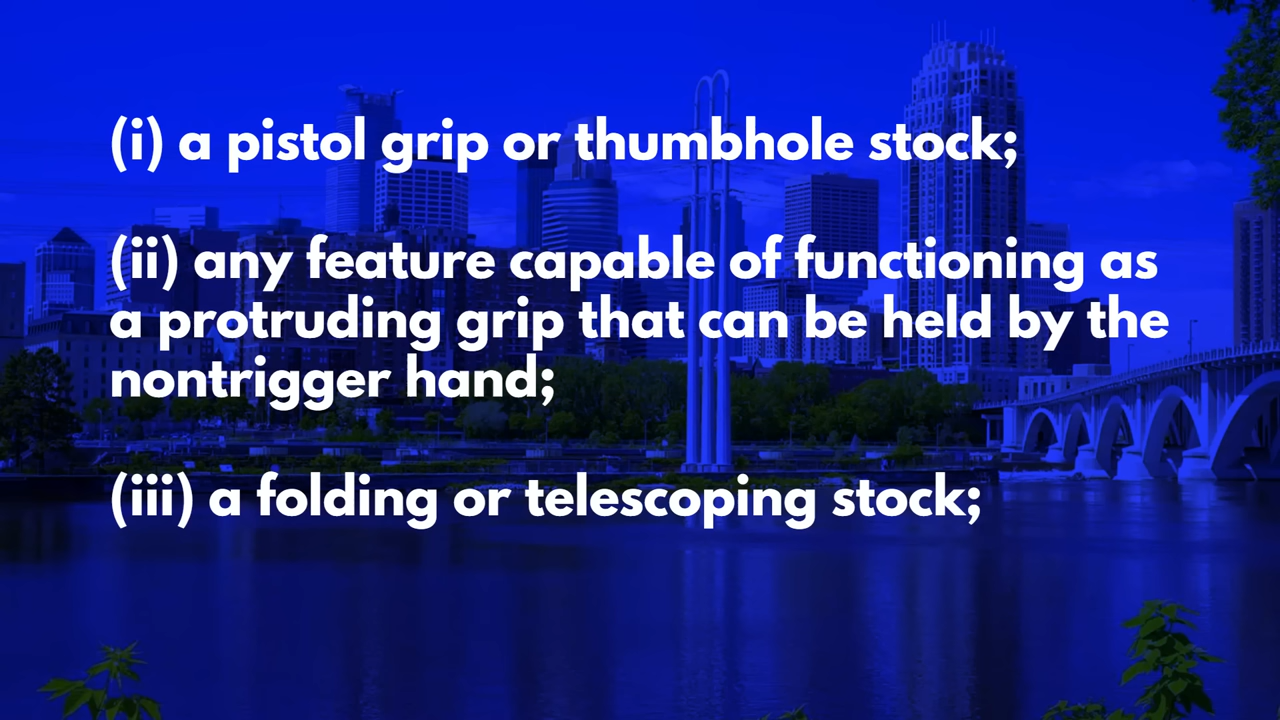 (i) a pistol grip or thumbhole stock;
(ii) any feature capable of functioning as
a protruding grip that can be held by the
nontrigger hand;
(iii) a folding or telescoping stock;